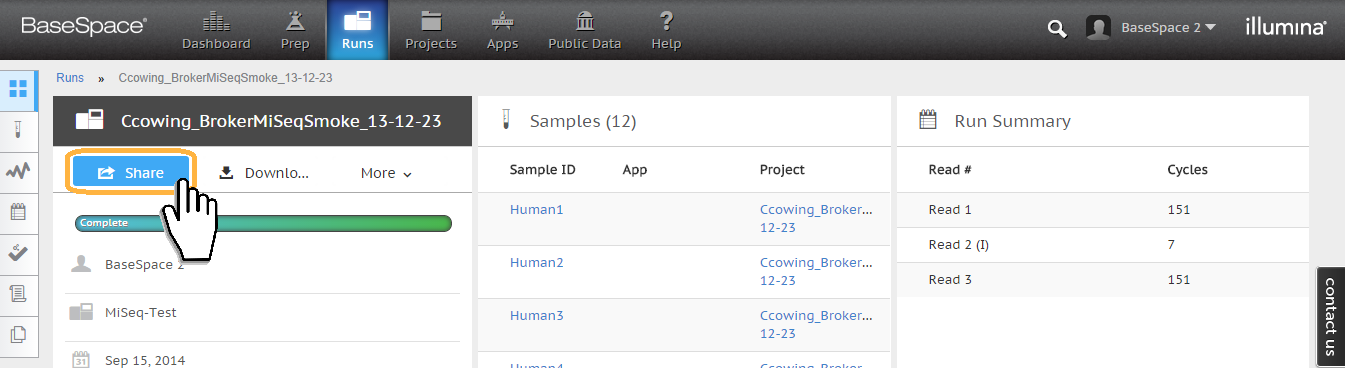 BaseSpace®
Dashboard
Prep
Runs
Projects
Apps
Public Data
Help
BaseSpace 2
illumina®
Runs » Ccowing_BrokerMiSeqSmoke_13-12-23
Ccowing_BrokerMiSeqSmoke_13-12-23
Share
Downlo...
More
Complete
BaseSpace 2
MiSeq-Test
31
Sep 15, 2014
Samples (12)
Sample ID App Project
Human1 Ccowing_Broker...
12-23
Human2 Ccowing_Broker...
12-23
Human3 Ccowing_Broker...
12-23
Human4 Ccowing_Broker...
Run Summary
Read # Cycles
Read 1 151
Read 2 (I) 7
Read 3 151
contact us